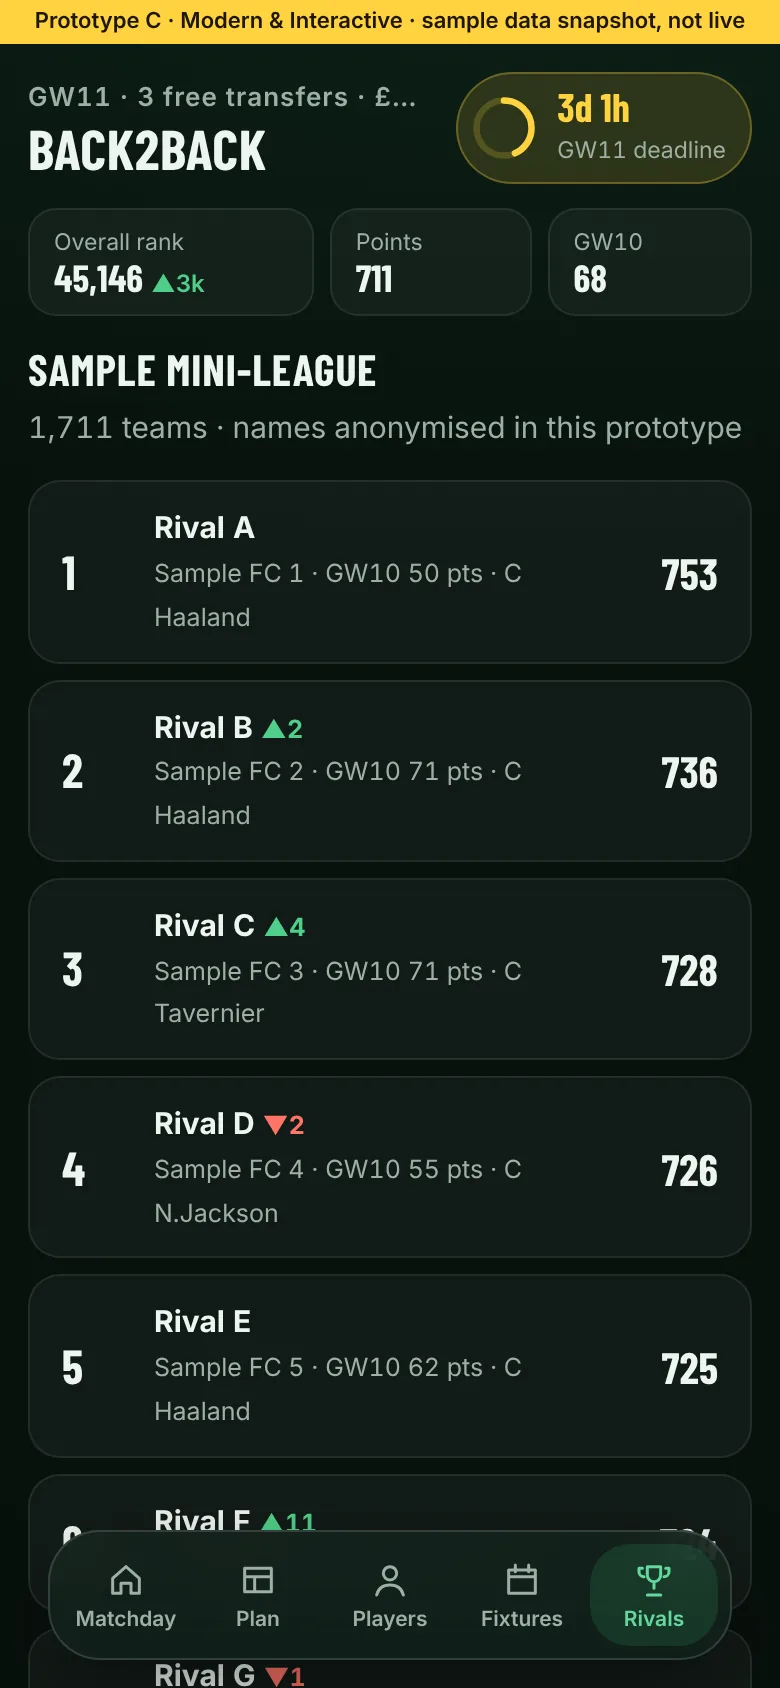 Prototype C · Modern & Interactive · sample data snapshot, not live
GW11 · 3 free transfers · £...
BACK2BACK
3d 1h
GW11 deadline
Overall rank
45,146 ▲3k
Points
711
GW10
68
SAMPLE MINI-LEAGUE
1,711 teams · names anonymised in this prototype
1
Rival A
Sample FC 1 · GW10 50 pts · C
Haaland
753
2
Rival B ▲2
Sample FC 2 · GW10 71 pts · C
Haaland
736
3
Rival C ▲4
Sample FC 3 · GW10 71 pts · C
Tavernier
728
4
Rival D ▼2
Sample FC 4 · GW10 55 pts · C
N.Jackson
726
5
Rival E
Sample FC 5 · GW10 62 pts · C
Haaland
725
Rival F ▲11
Matchday
Plan
Players
Fixtures
Rivals
Rival G ▼1